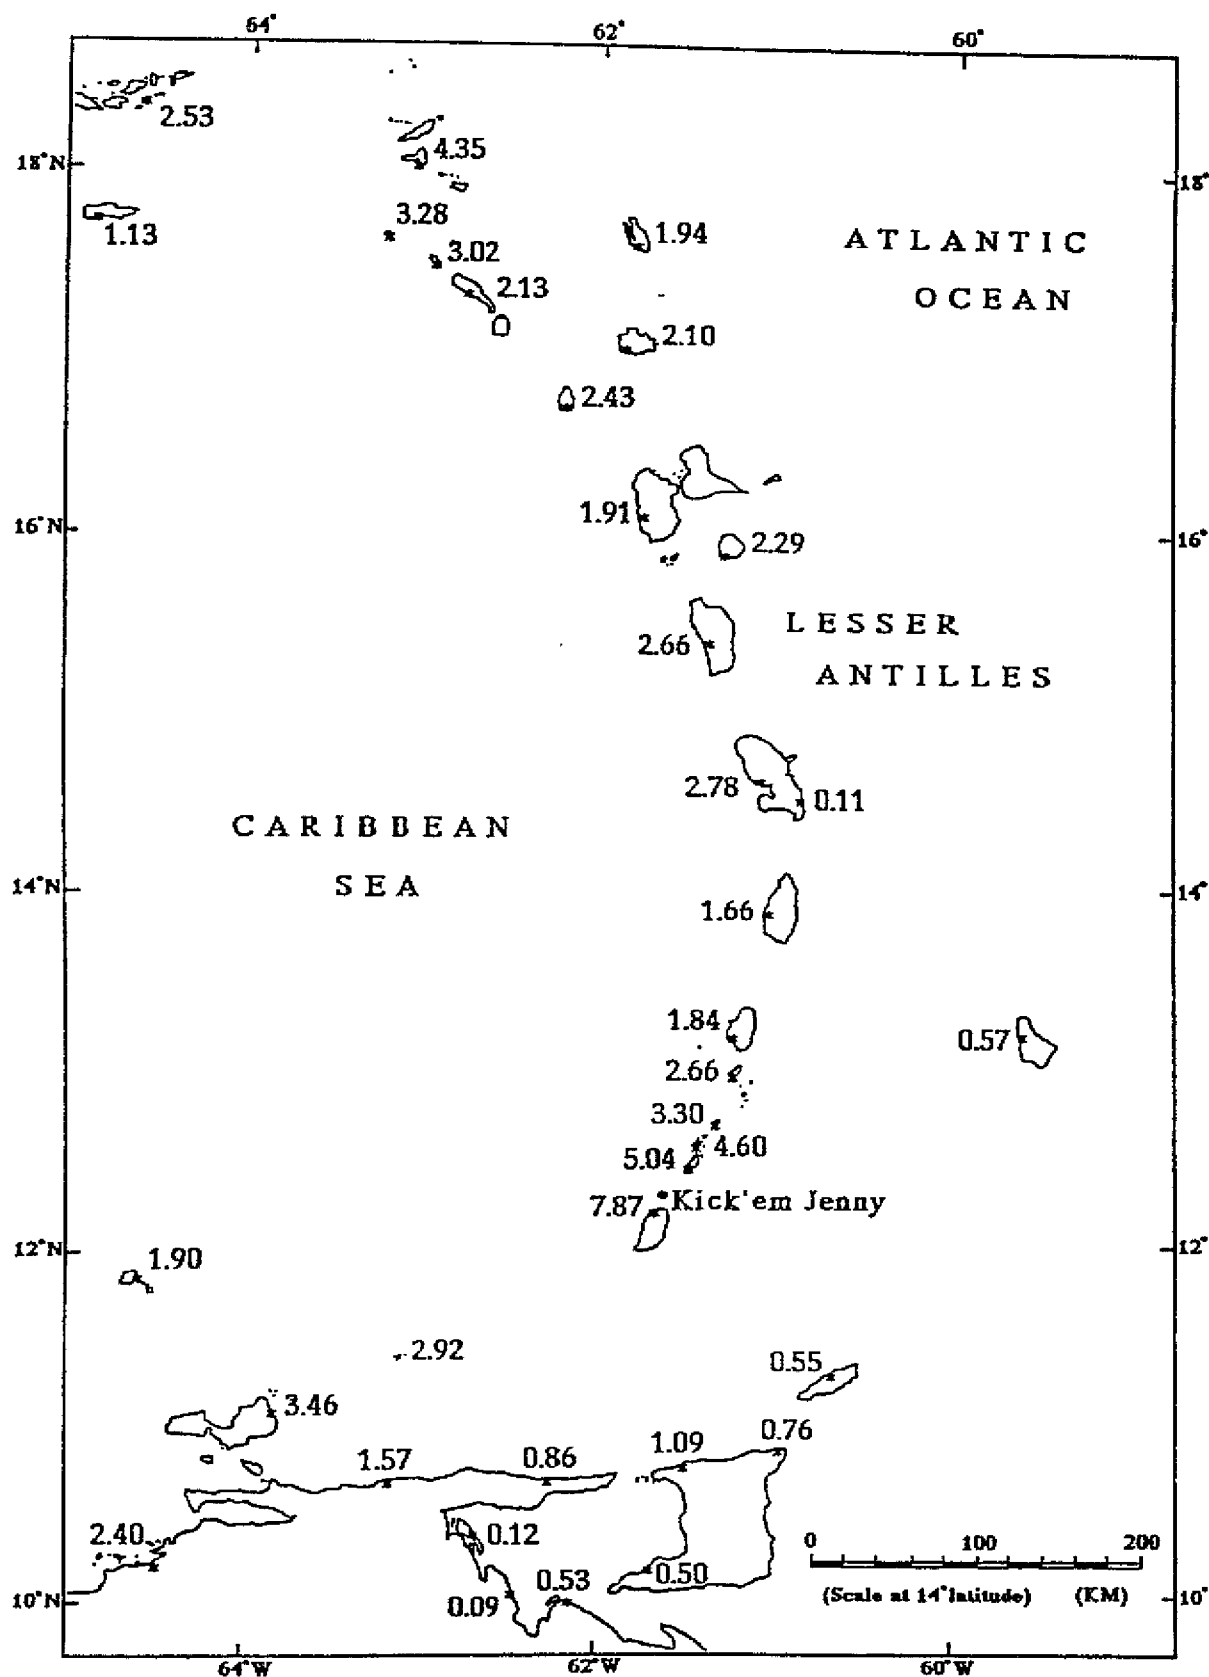 64° 62° 60°
2.53
4.35
18°N
18°
3.28
1.13
1.94
ATLANTIC
3.02
2.13
OCEAN
2.10
2.43
1.91
16°N
16°
2.29
LESSER
2.66
ANTILLES
2.78
0.11
CARIBBEAN
SEA
14°N
14°
1.66
1.84
0.57
2.66
3.30
4.60
5.04
7.87
Kick'em Jenny
12°N
12°
1.90
2.92
0.55
3.46
0.76
1.09
1.57
0.86
2.40
0.12
0 100 200
0.50
0.53
(Scale at 14° latitude) (KM)
0.09
10°N
10°
64°W 62°W 60°W